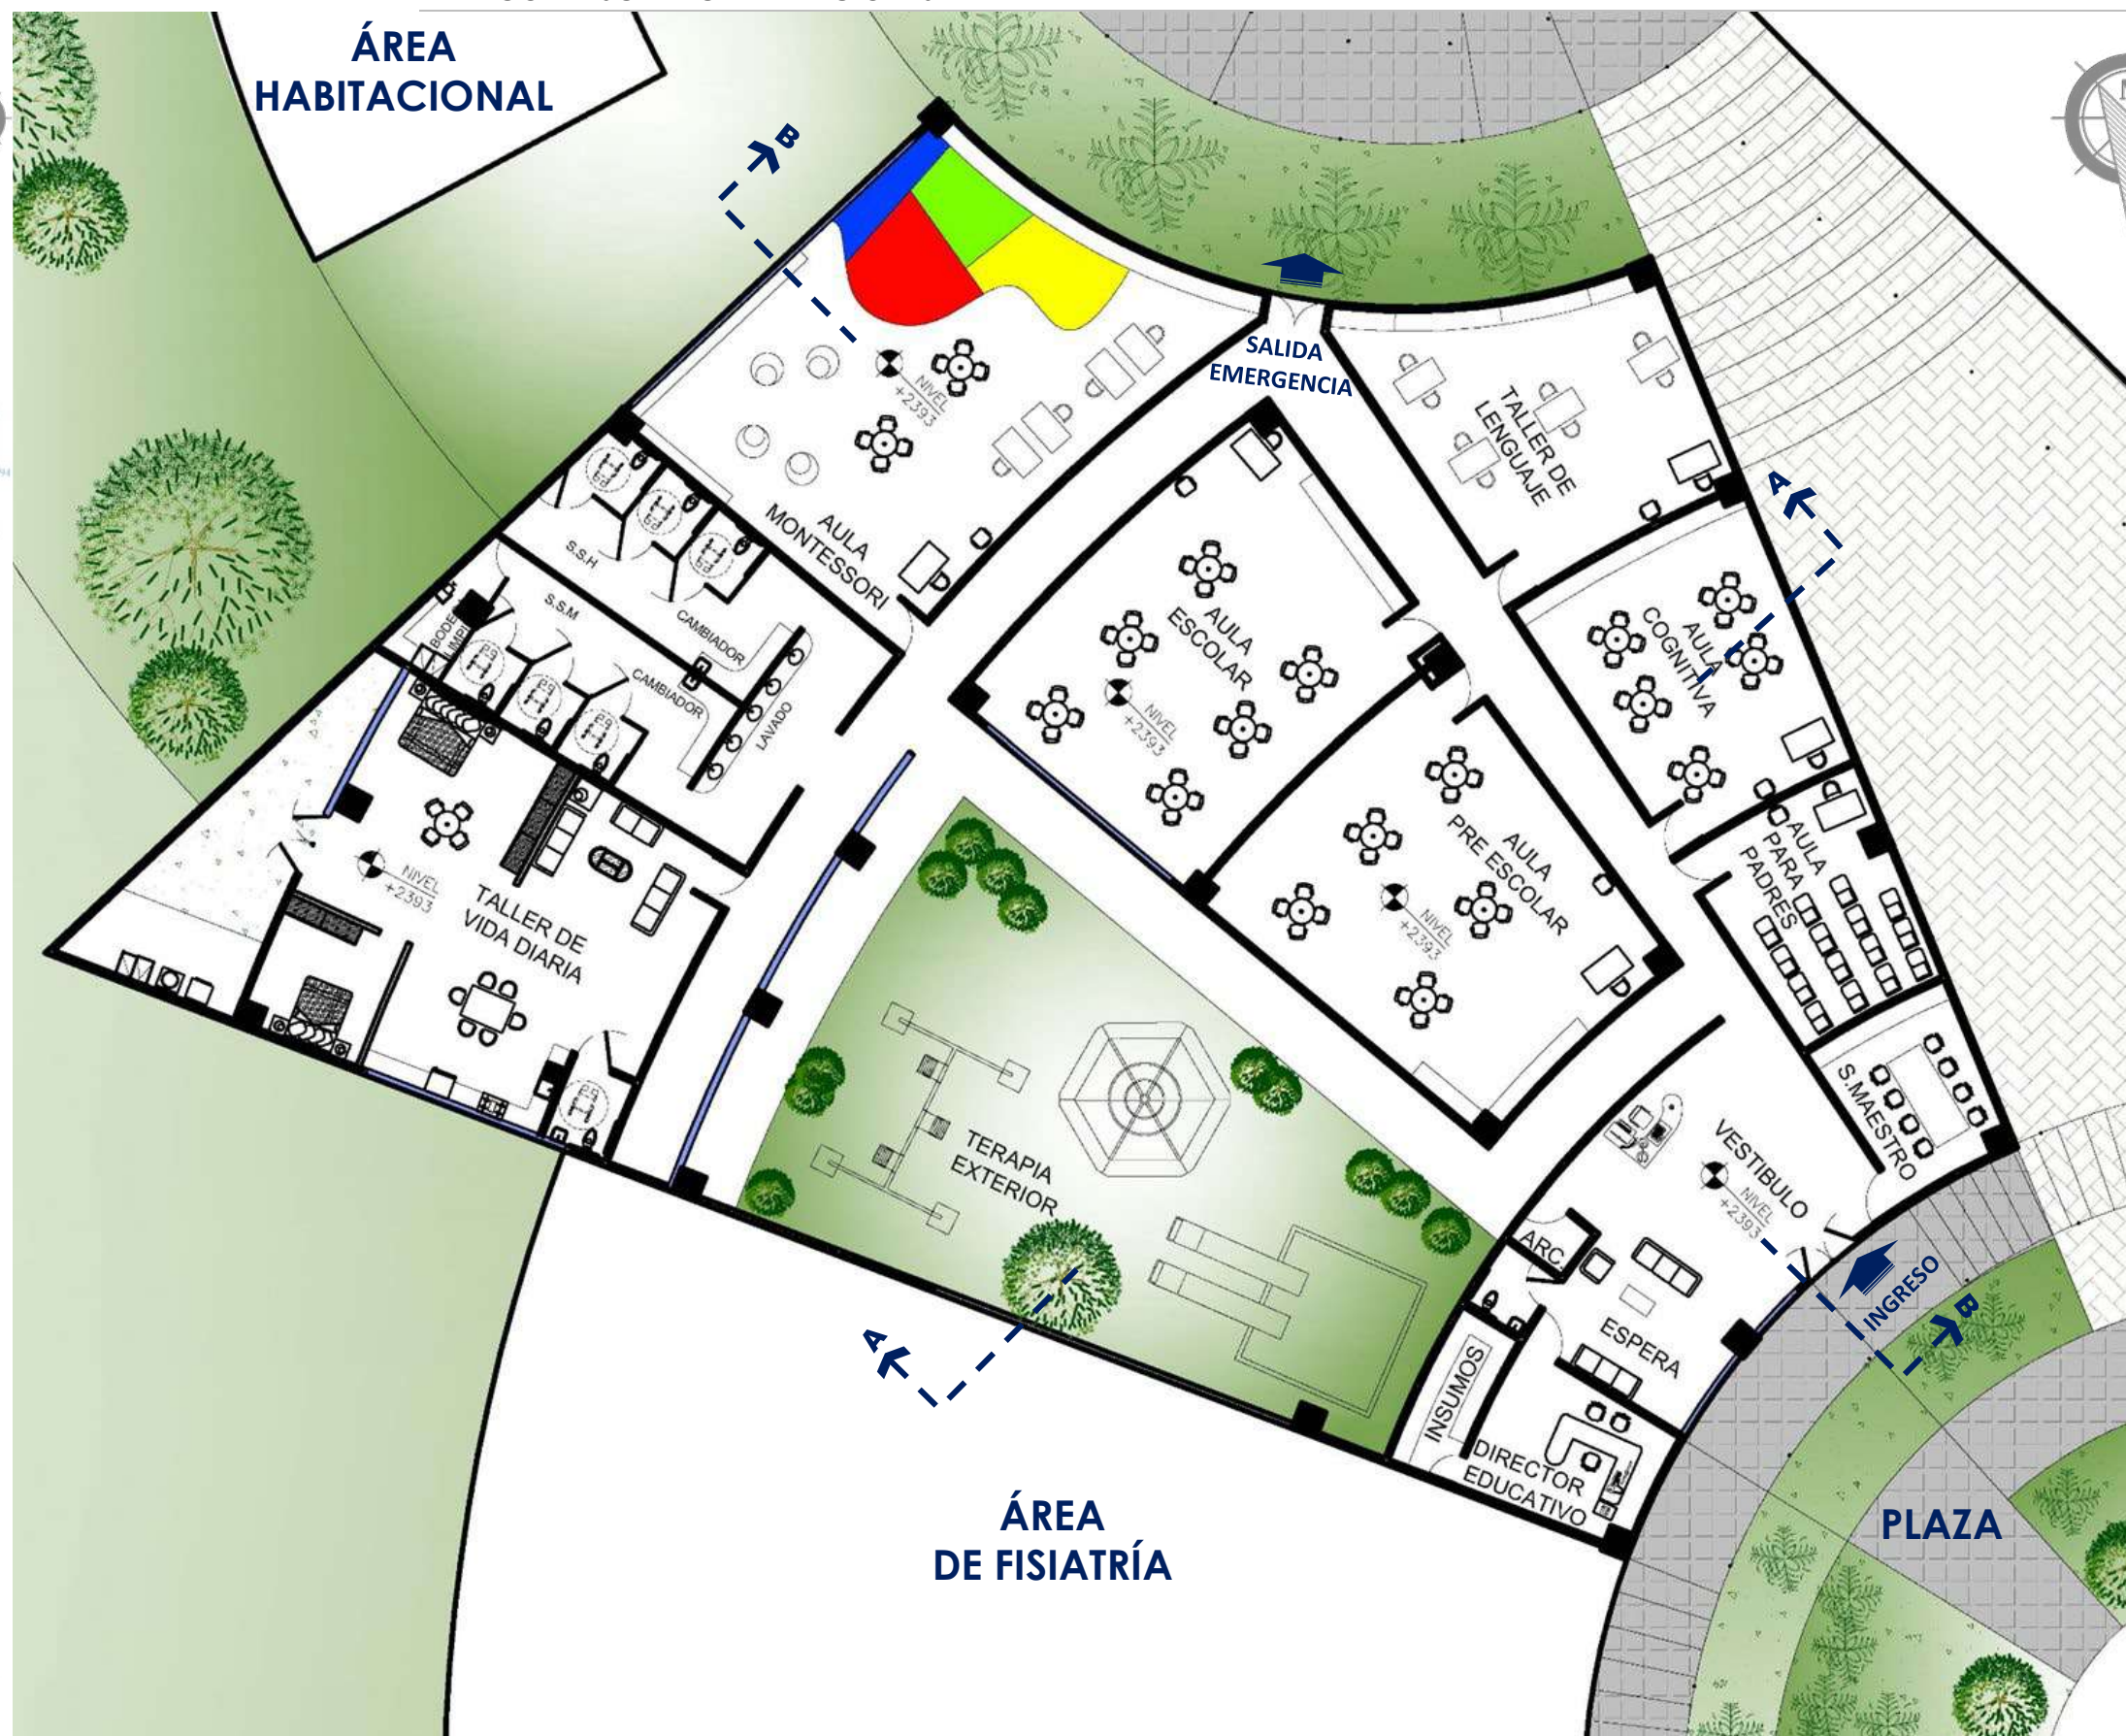 ÁREA
HABITACIONAL
B
SALIDA
EMERGENCIA
NIVEL
+2393
AULA
MONTESSORI
TALLER DE
LENGUAJE
A
S.S.H
S.S.M
CAMBIADOR
CAMBIADOR
LAVADO
AULA
ESCOLAR
NIVEL
+2393
AULA
COGNITIVA
AULA
PRE ESCOLAR
NIVEL
+2393
AULA
PARA
PADRES
NIVEL
+2393
TALLER DE
VIDA DIARIA
S.MAESTRO
VESTIBULO
NIVEL
+2393
TERAPIA
EXTERIOR
ARC.
INGRESO
B
ESPERA
A
INSUMOS
DIRECTOR
EDUCATIVO
ÁREA
DE FISIATRÍA
PLAZA